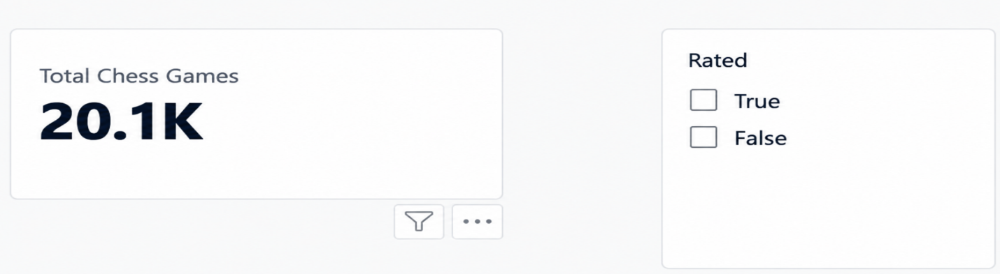 Total Chess Games
20.1K
Rated
True
False